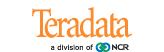 Teradata
a division of NCR